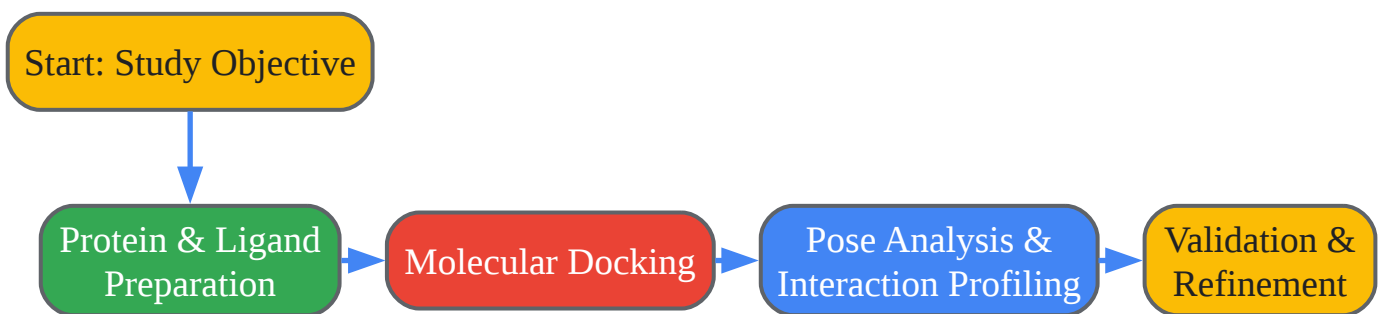 Start: Study Objective
Protein & Ligand
Preparation
Molecular Docking
Pose Analysis &
Interaction Profiling
Validation &
Refinement